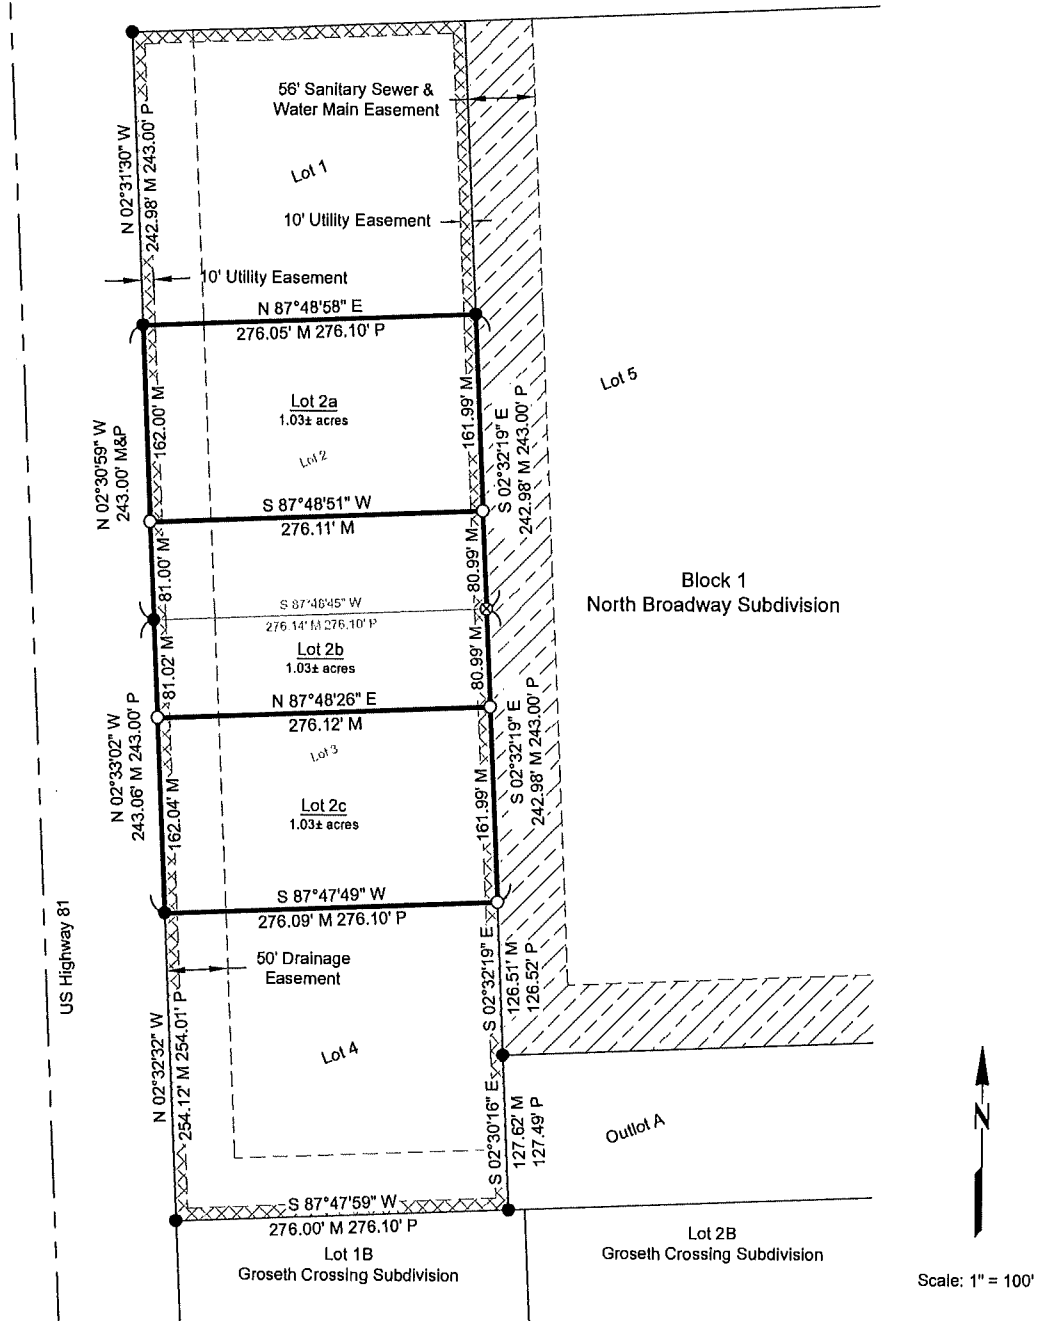 56' Sanitary Sewer &
Water Main Easement
N 02°31'30" W
242.98' M 243.00' P
Lot 1
10' Utility Easement
10' Utility Easement
N 87°48'58" E
276.05' M 276.10' P
Lot 5
Lot 2a
1.03± acres
Lot 2
162.00' M
161.99' M
N 02°30'59" W
243.00' M&P
S 02°32'19" E
242.98' M 243.00' P
S 87°48'51" W
276.11' M
81.00' M
80.99' M
Block 1
North Broadway Subdivision
S 87°48'45" W
276.14' M 276.10' P
Lot 2b
1.03± acres
81.02' M
80.99' M
N 87°48'26" E
276.12' M
Lot 3
N 02°33'02" W
243.06' M 243.00' P
S 02°32'19" E
242.98' M 243.00' P
Lot 2c
1.03± acres
162.04' M
161.99' M
S 87°47'49" W
276.09' M 276.10' P
US Highway 81
50' Drainage
Easement
S 02°32'19" E
126.51' M
126.52' P
Lot 4
N 02°32'32" W
254.12' M 254.01' P
S 02°30'16" E
127.62' M
127.49' P
Outlot A
N
S 87°47'59" W
276.00' M 276.10' P
Lot 1B
Groseth Crossing Subdivision
Lot 2B
Groseth Crossing Subdivision
Scale: 1" = 100'